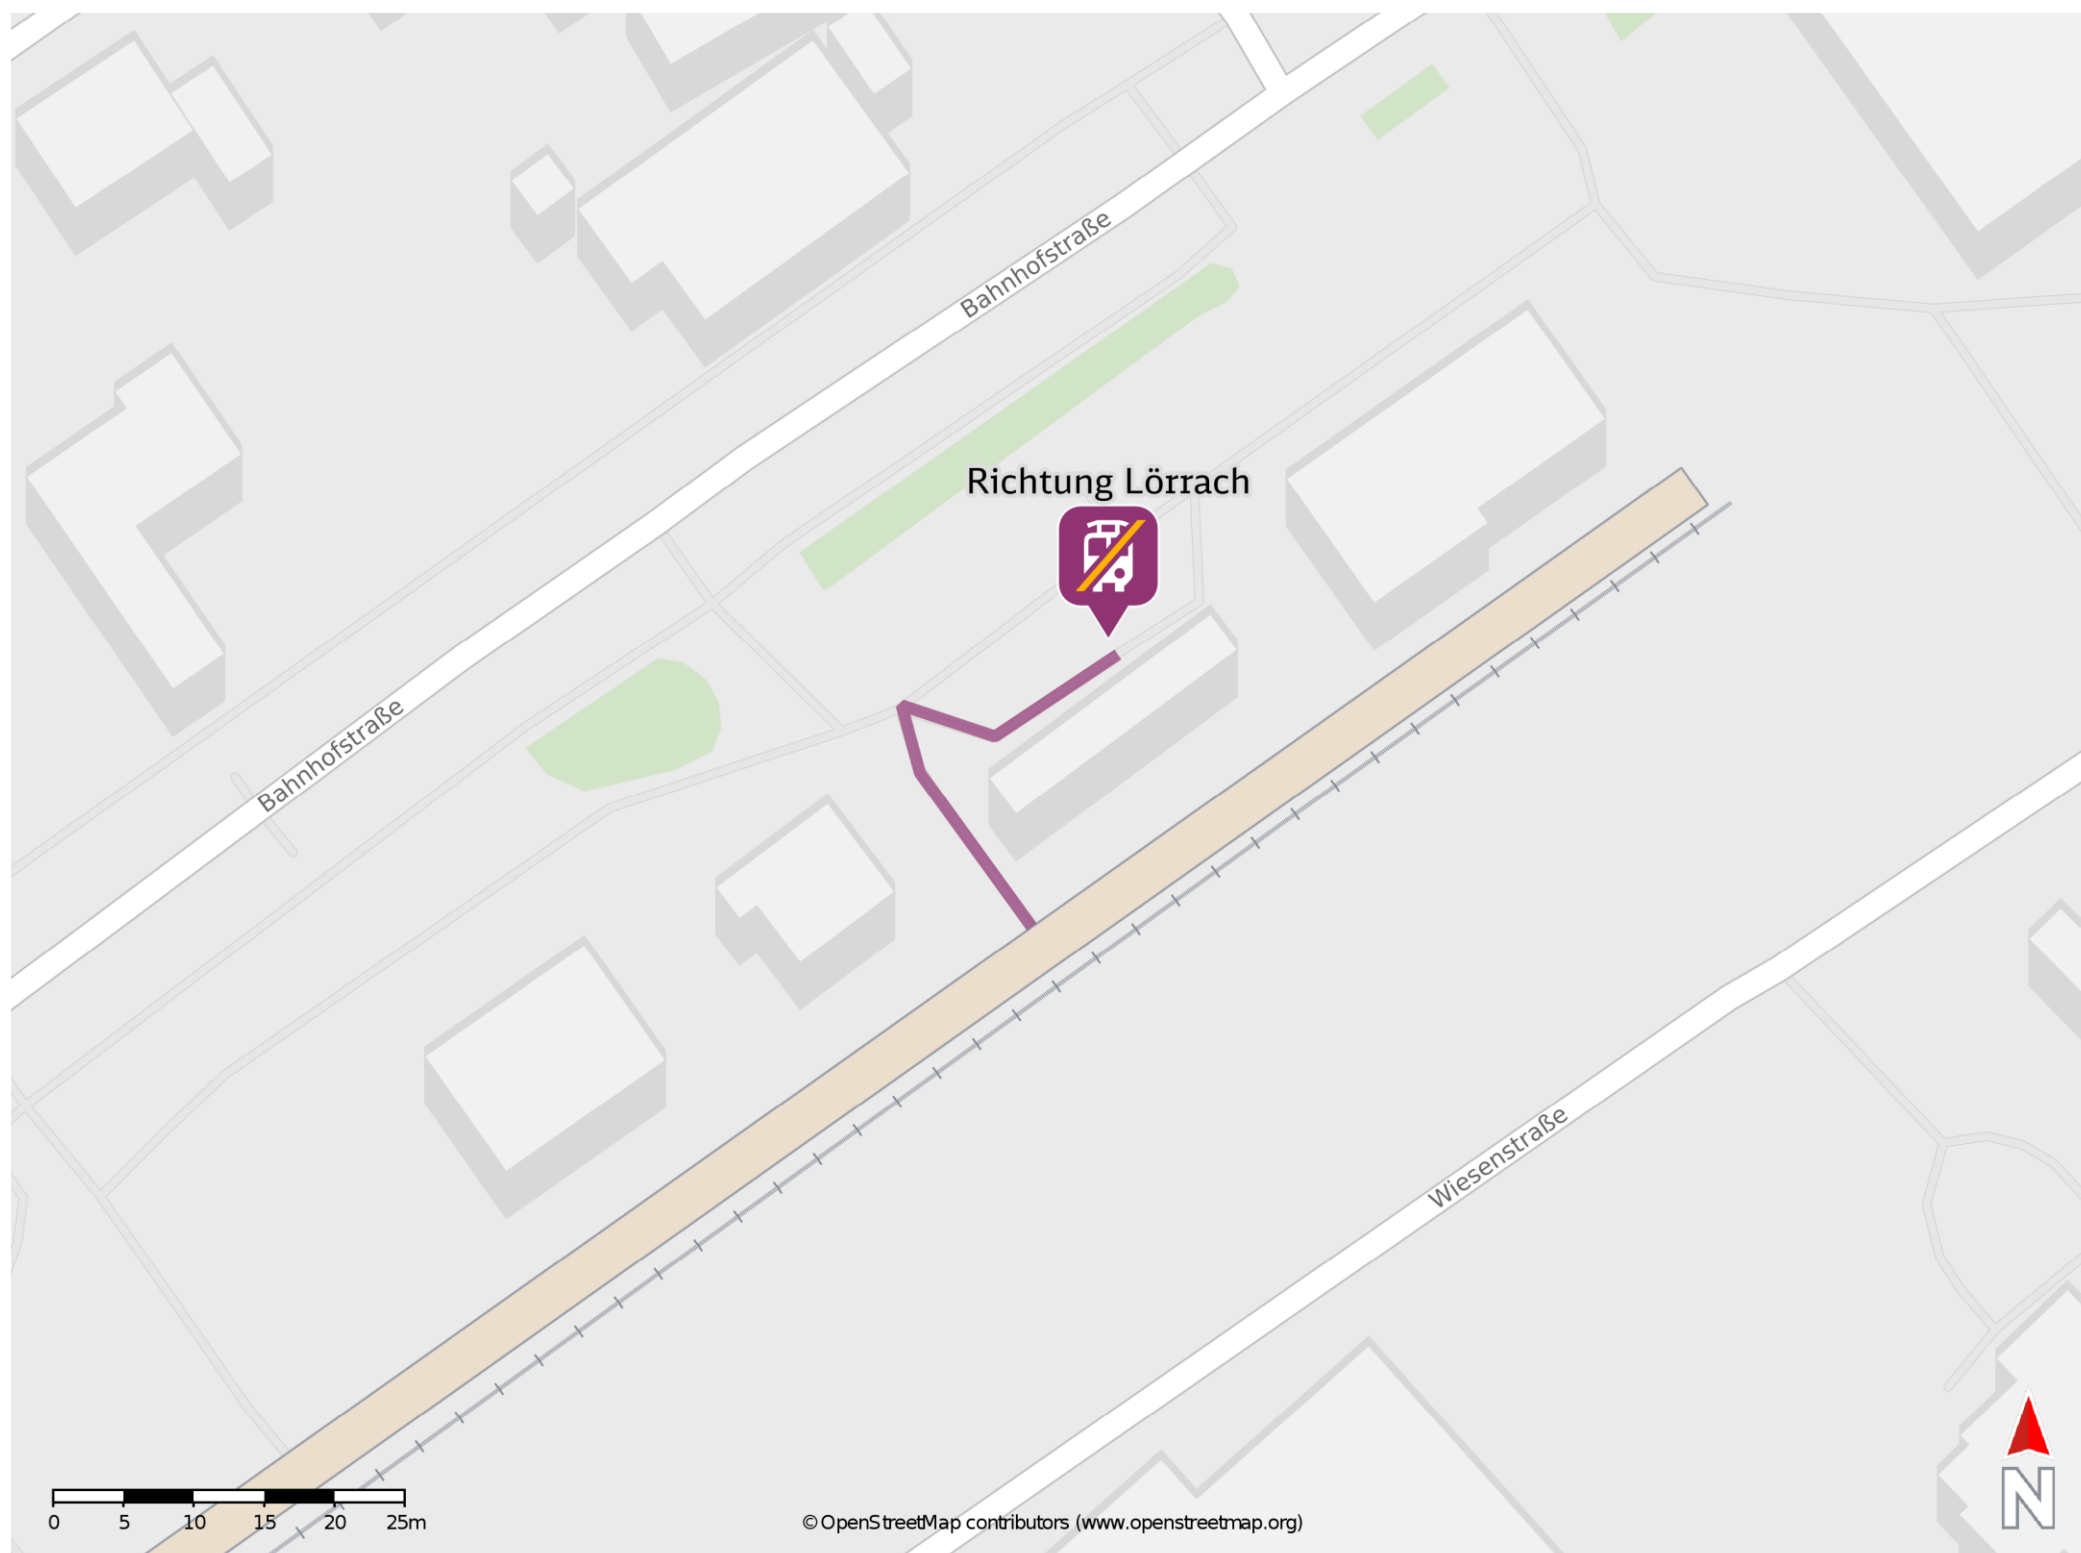 Bahnhofstraße
Richtung Lörrach
Bahnhofstraße
Wiesenstraße
0 5 10 15 20 25m
©OpenStreetMap contributors (www.openstreetmap.org)
N